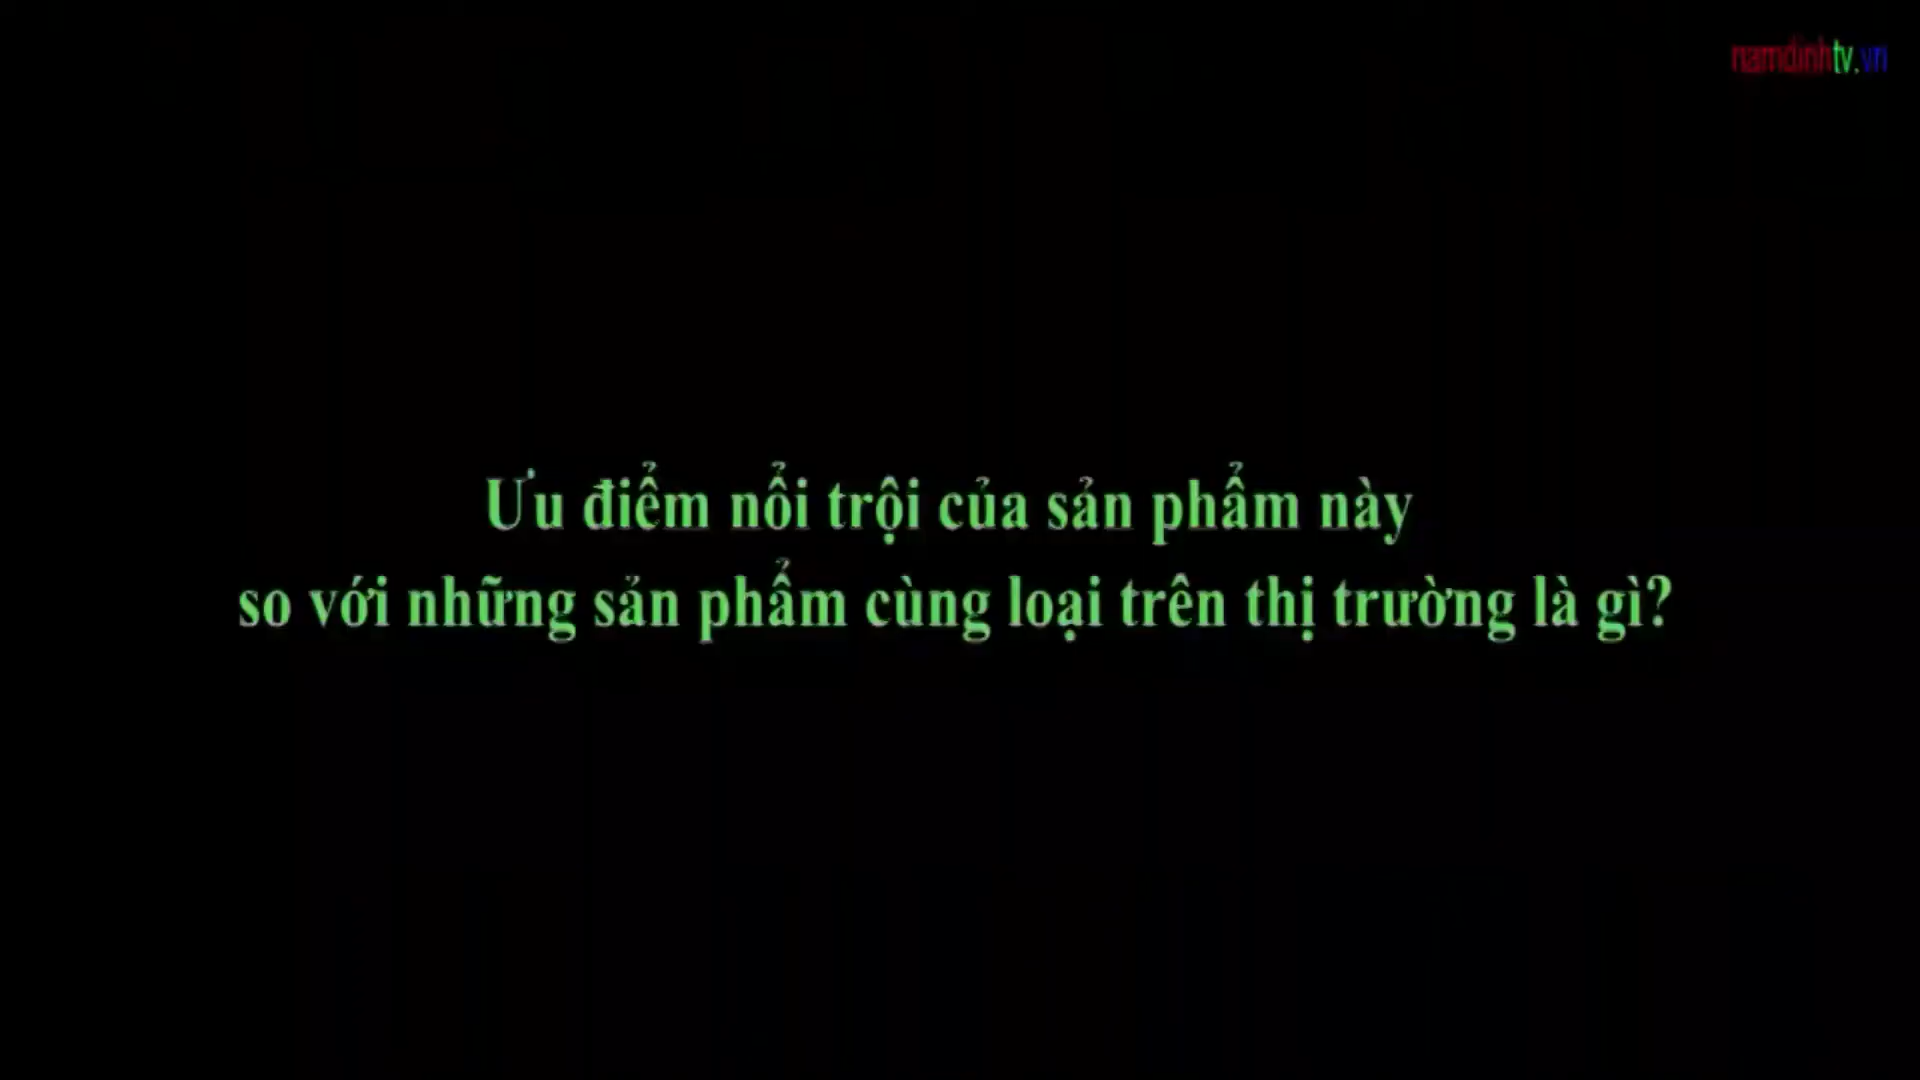 namdinhtv.vn
Ưu điểm nổi trội của sản phẩm này
so với những sản phẩm cùng loại trên thị trường là gì?